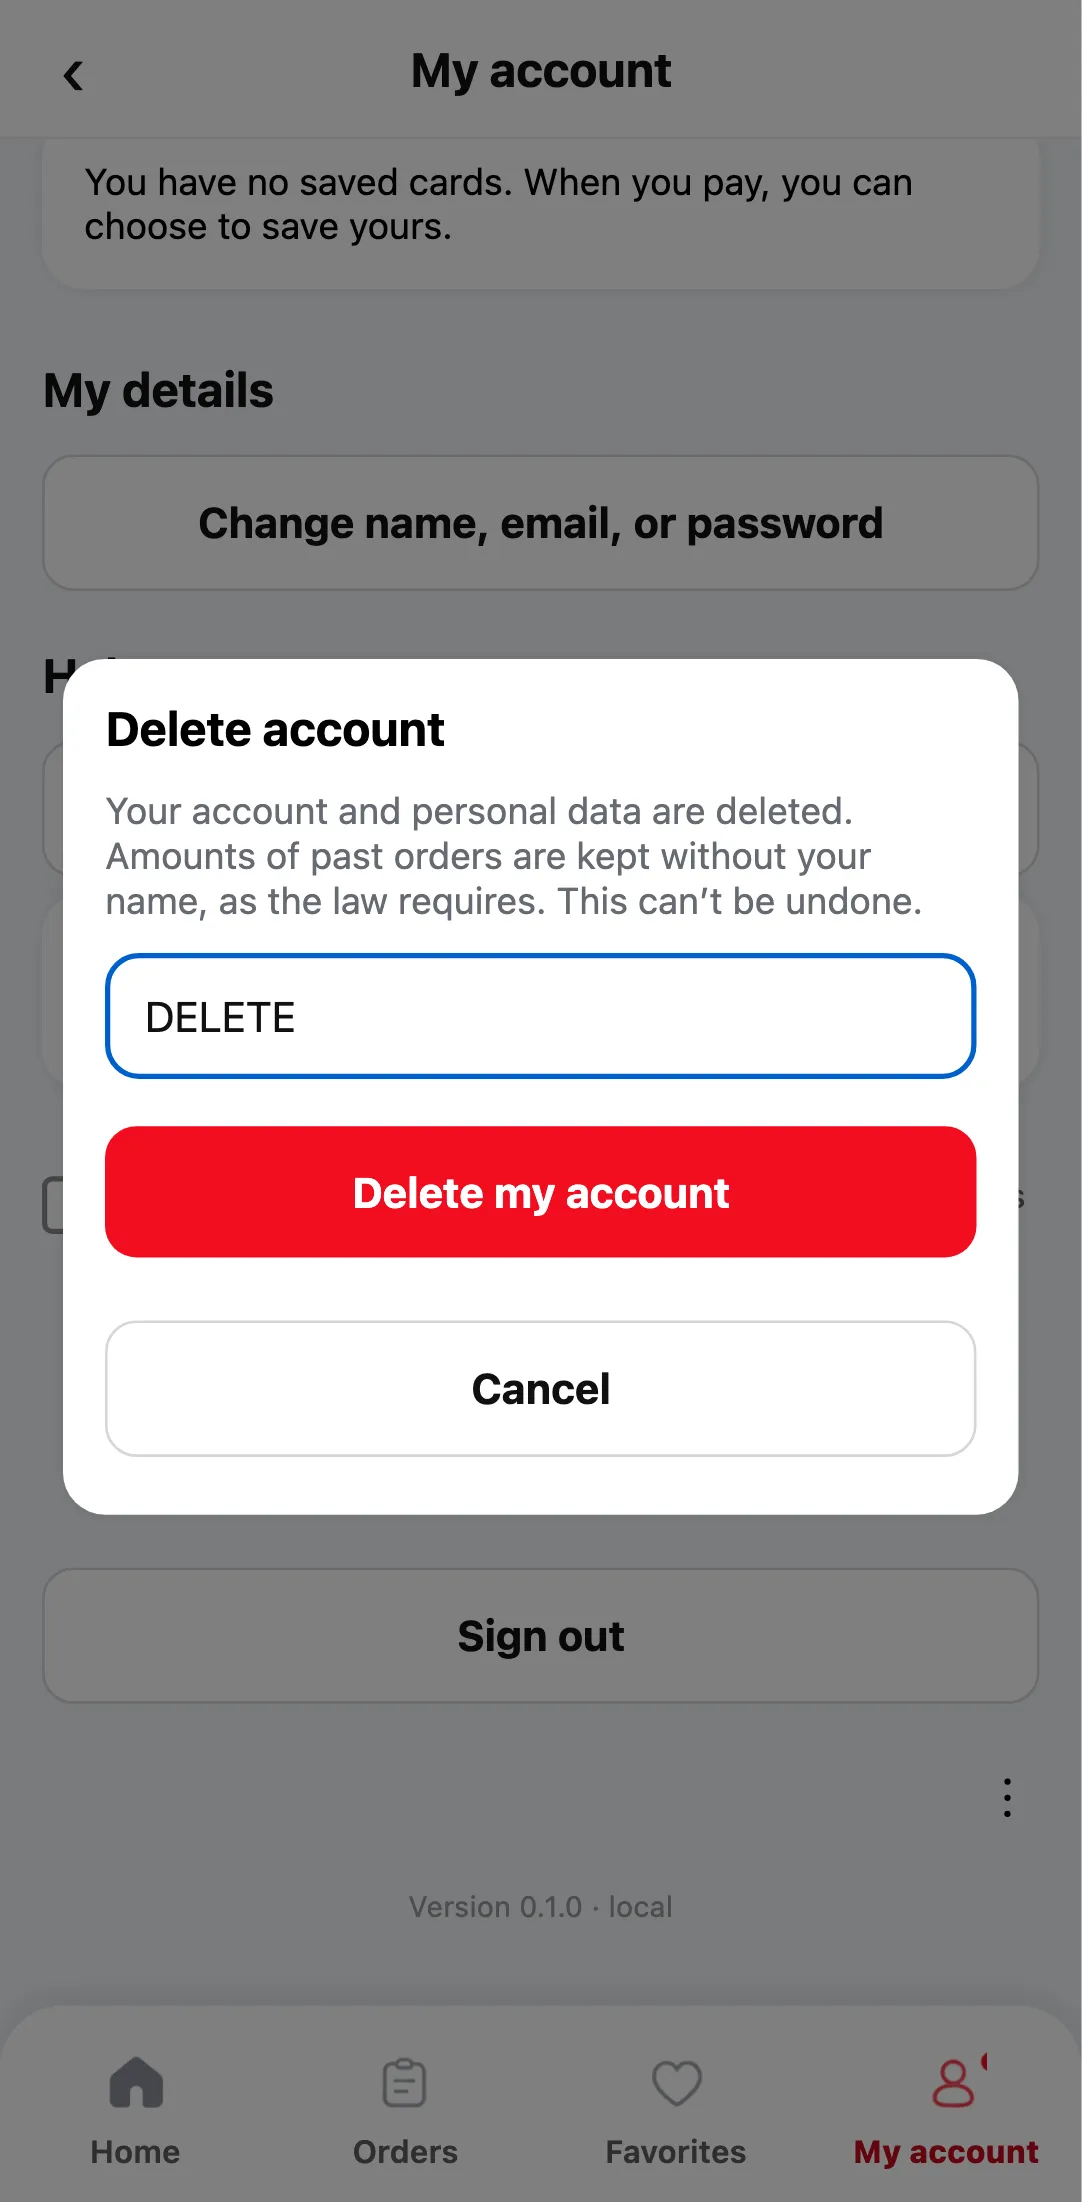 My account
You have no saved cards. When you pay, you can
choose to save yours.
My details
Change name, email, or password
Delete account
Your account and personal data are deleted.
Amounts of past orders are kept without your
name, as the law requires. This can’t be undone.
DELETE
Delete my account
Cancel
Sign out
Version 0.1.0 · local
Home
Orders
Favorites
My account